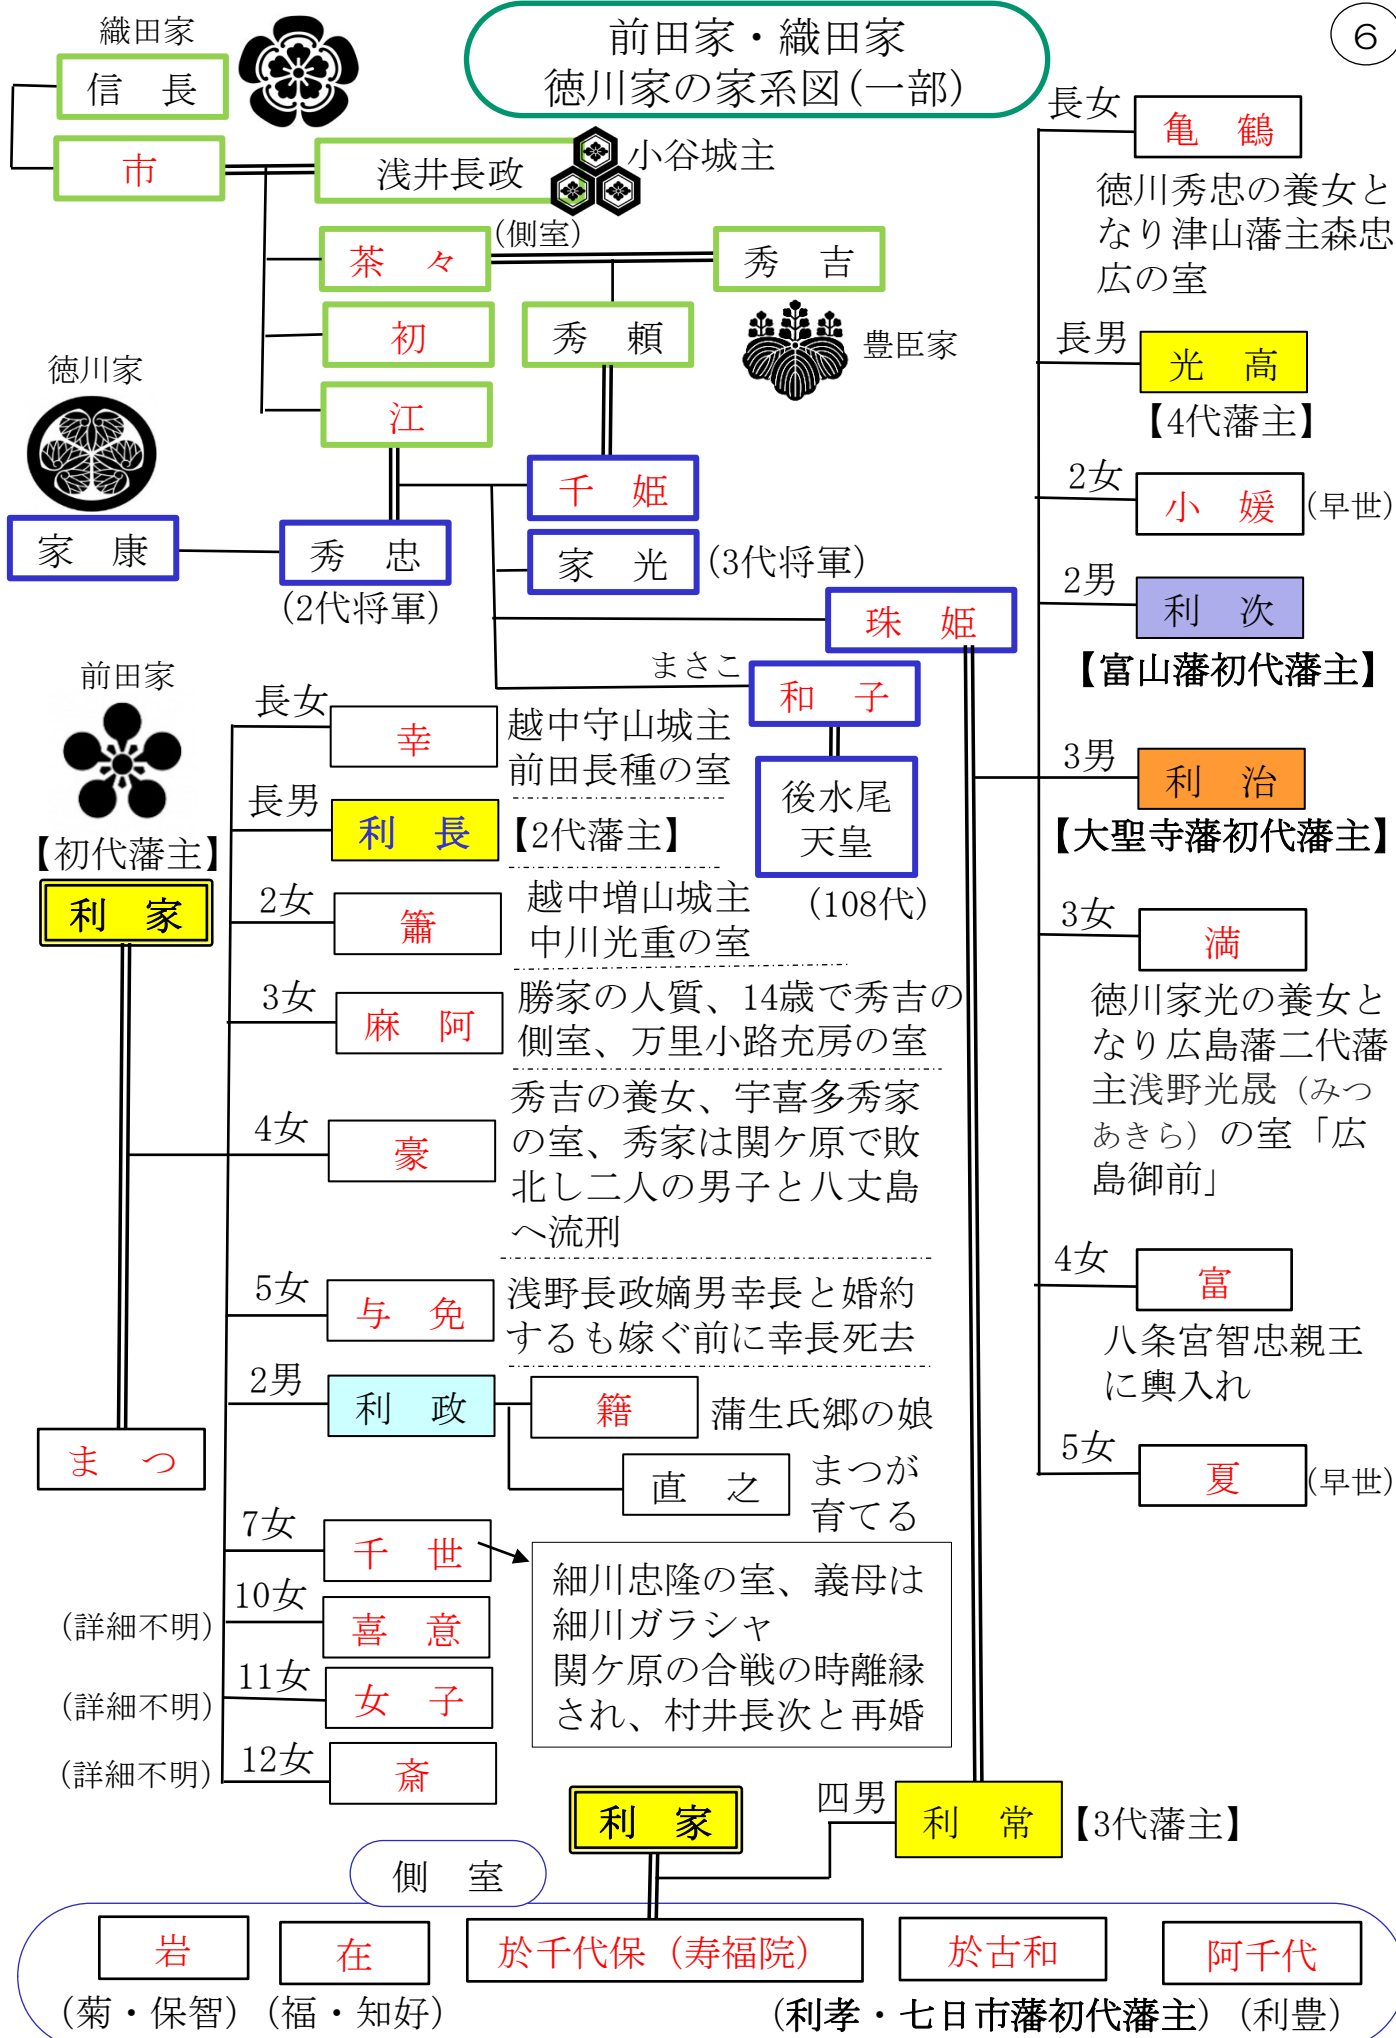 前田家・織田家
徳川家の家系図(一部)
6
織田家
信 長
市
浅井長政
小谷城主
茶 々
(側室)
秀 吉
初
秀 頼
豊臣家
江
徳川家
千 姫
家 康
秀 忠
(2代将軍)
家 光
(3代将軍)
珠 姫
まさこ
和 子
後水尾
天皇
(108代)
前田家
【初代藩主】
利 家
まつ
長女
幸
越中守山城主
前田長種の室
長男
利 長
【2代藩主】
2女
簫
越中増山城主
中川光重の室
3女
麻 阿
勝家の人質、14歳で秀吉の
側室、万里小路充房の室
4女
豪
秀吉の養女、宇喜多秀家
の室、秀家は関ケ原で敗
北し二人の男子と八丈島
へ流刑
5女
与 免
浅野長政嫡男幸長と婚約
するも嫁ぐ前に幸長死去
2男
利 政
籍
蒲生氏郷の娘
直 之
まつが
育てる
7女
千 世
細川忠隆の室、義母は
細川ガラシャ
関ケ原の合戦の時離縁
され、村井長次と再婚
10女
(詳細不明)
喜 意
11女
(詳細不明)
女 子
12女
(詳細不明)
斎
長女
亀 鶴
徳川秀忠の養女と
なり津山藩主森忠
広の室
長男
光 高
【4代藩主】
2女
小 媛
(早世)
2男
利 次
【富山藩初代藩主】
3男
利 治
【大聖寺藩初代藩主】
3女
満
徳川家光の養女と
なり広島藩二代藩
主浅野光晟(みつ
あきら)の室「広
島御前」
4女
富
八条宮智忠親王
に輿入れ
5女
夏
(早世)
利 家
四男
利 常
【3代藩主】
側 室
岩
在
於千代保(寿福院)
於古和
阿千代
(菊・保智)
(福・知好)
(利孝・七日市藩初代藩主)
(利豊)